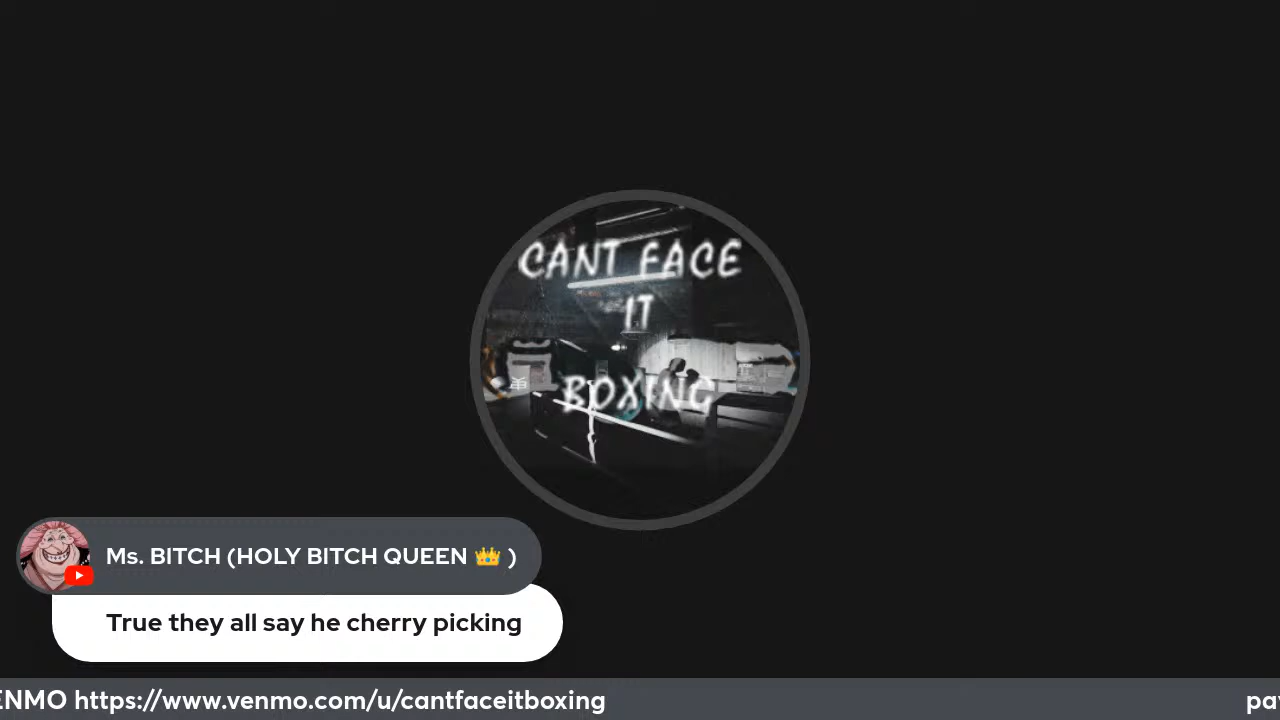 CANT FACE
IT
BOXING
Ms. BITCH (HOLY BITCH QUEEN 👑 )
True they all say he cherry picking
ENMO https://www.venmo.com/u/cantfaceitboxing